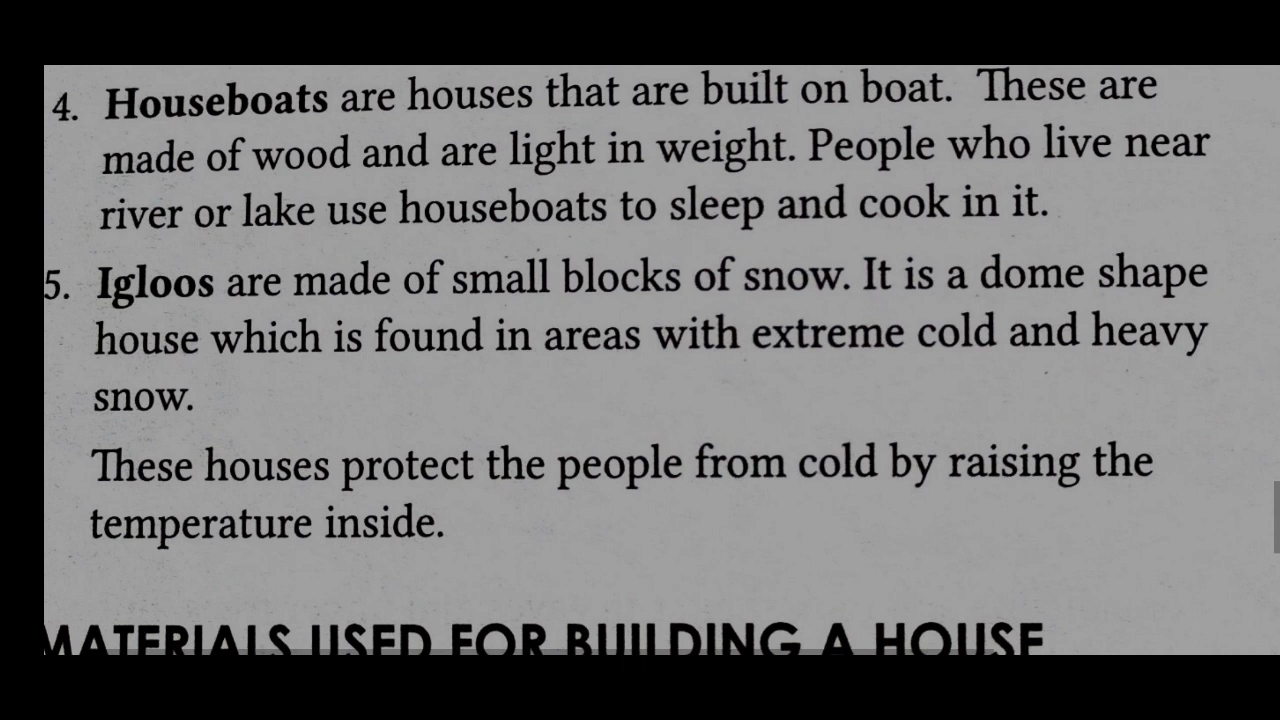 4. Houseboats are houses that are built on boat. These are
made of wood and are light in weight. People who live near
river or lake use houseboats to sleep and cook in it.
5. Igloos are made of small blocks of snow. It is a dome shape
house which is found in areas with extreme cold and heavy
snow.
These houses protect the people from cold by raising the
temperature inside.
MATERIALS USED FOR BUILDING A HOUSE